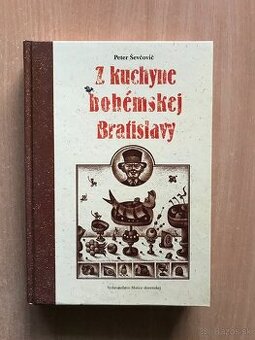 Peter Ševčovič
Z kuchyne
bohémskej
Bratislavy
Vydavateľstvo Matice slovenskej